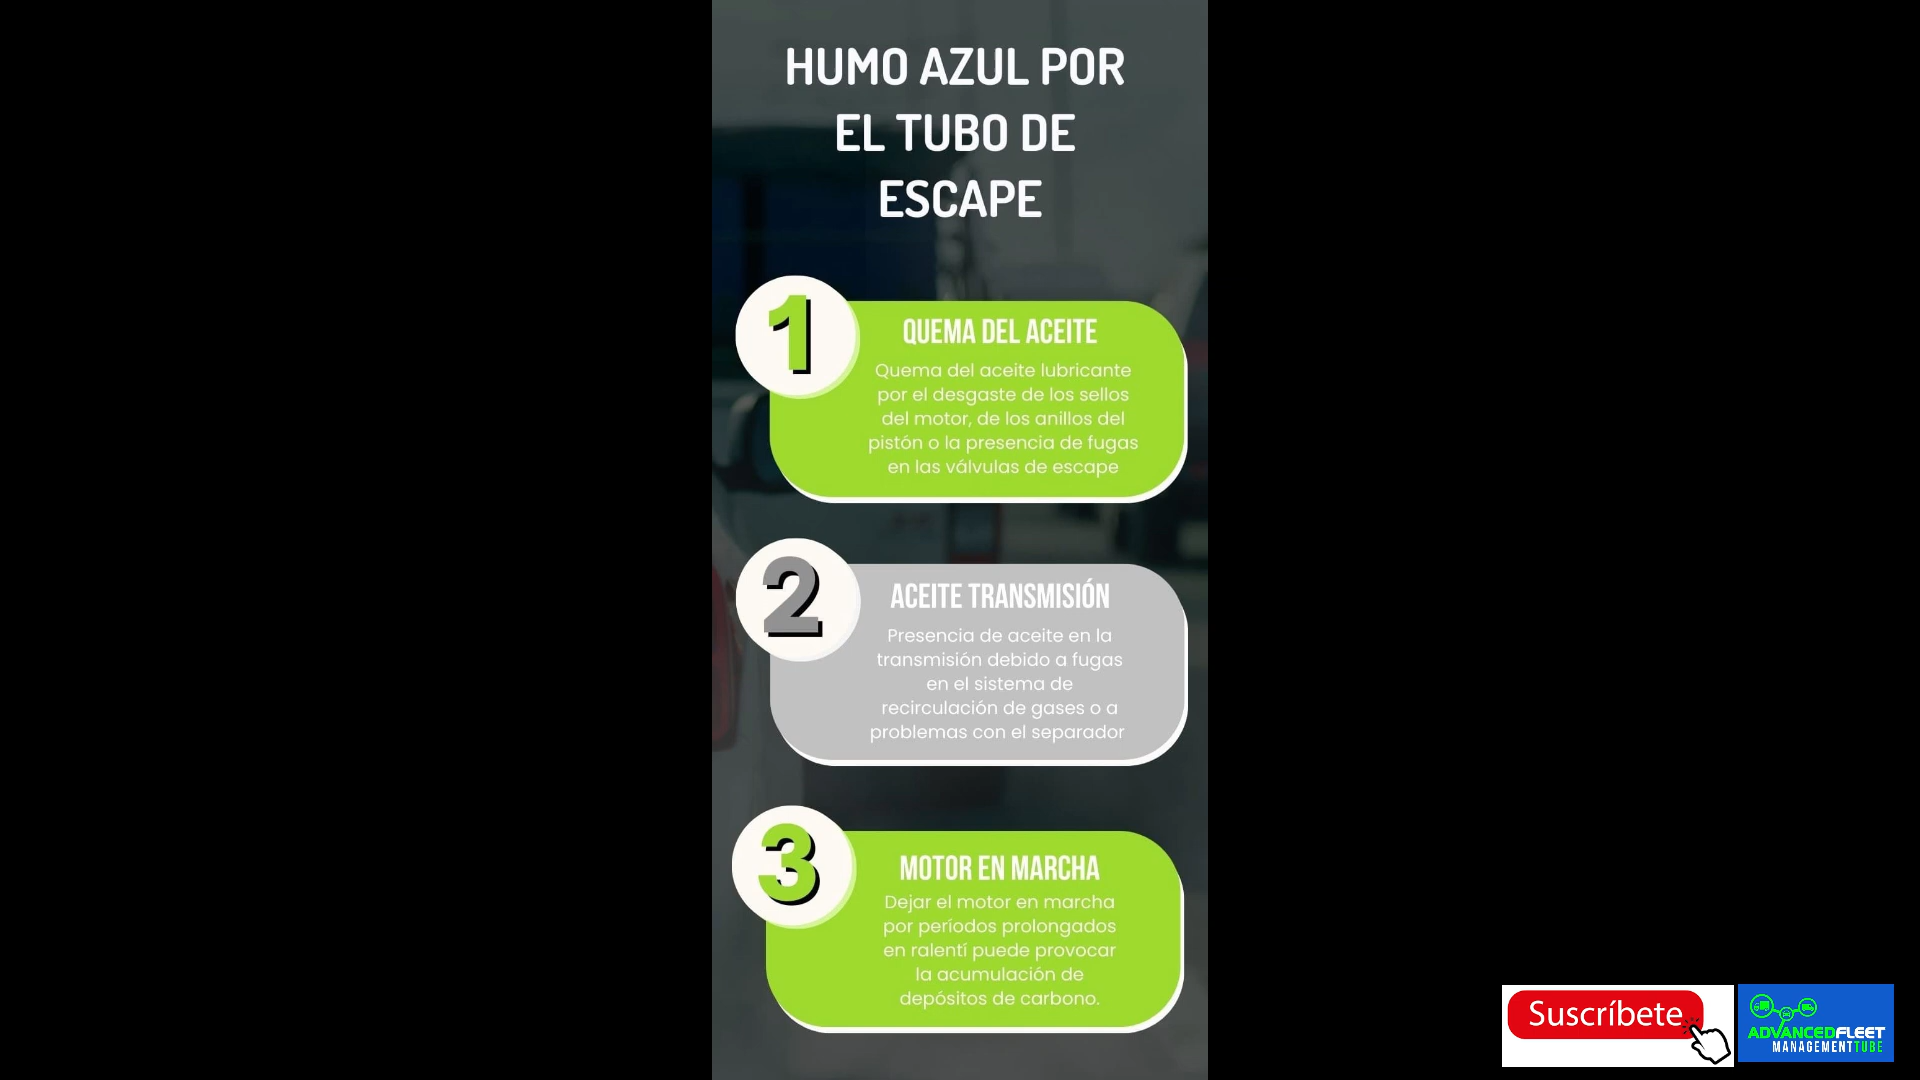 HUMO AZUL POR
EL TUBO DE
ESCAPE
1
QUEMA DEL ACEITE
Quema del aceite lubricante
por el desgaste de los sellos
del motor, de los anillos del
pistón o la presencia de fugas
en las válvulas de escape
2
ACEITE TRANSMISIÓN
Presencia de aceite en la
transmisión debido a fugas
en el sistema de
recirculación de gases o a
problemas con el separador
3
MOTOR EN MARCHA
Dejar el motor en marcha
por períodos prolongados
en ralentí puede provocar
la acumulación de
depósitos de carbono.
Suscríbete
ADVANCEDFLEET
MANAGEMENTTUBE